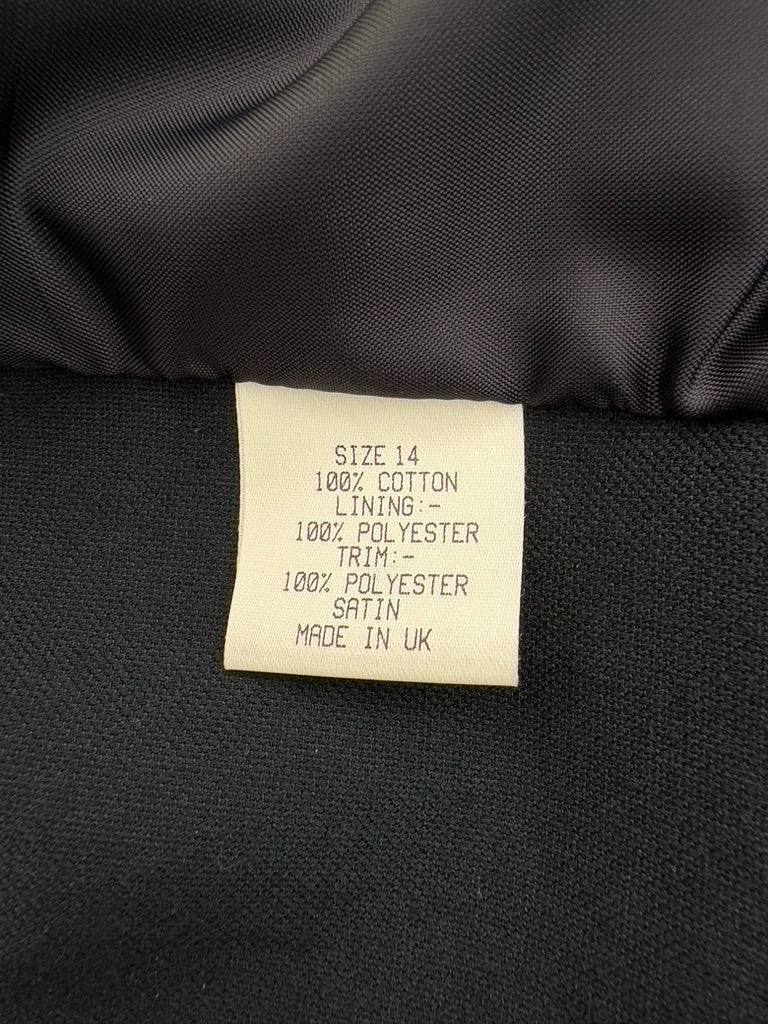 SIZE 14
100% COTTON
LINING:-
100% POLYESTER
TRIM:-
100% POLYESTER
SATIN
MADE IN UK